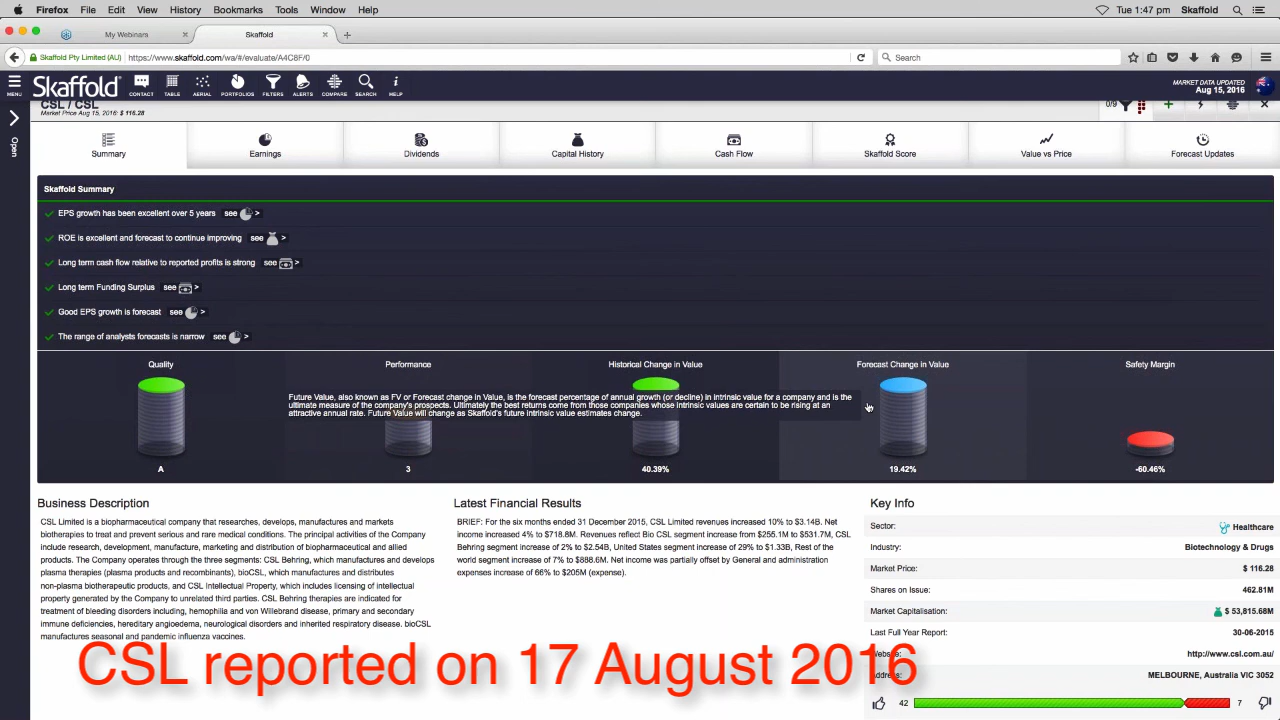 Firefox File Edit View History Bookmarks Tools Window Help Tue 1:47 pm Skaffold
My Webinars Skaffold
Skaffold Pty Limited (AU) https://www.skaffold.com/wa/#/evaluate/A4C8F/0 Search
Skaffold
MENU CONTACT TABLE AERIAL PORTFOLIOS FILTERS ALERTS COMPARE SEARCH HELP
MARKET DATA UPDATED
Aug 15, 2016
CSL / CSL
Market Price Aug 15, 2016: $ 116.28
0/9
Open
Summary Earnings Dividends Capital History Cash Flow Skaffold Score Value vs Price Forecast Updates
Skaffold Summary
EPS growth has been excellent over 5 years see >
ROE is excellent and forecast to continue improving see >
Long term cash flow relative to reported profits is strong see >
Long term Funding Surplus see >
Good EPS growth is forecast see >
The range of analysts forecasts is narrow see >
Quality Performance Historical Change in Value Forecast Change in Value Safety Margin
Future Value, also known as FV or Forecast change in Value, is the forecast percentage of annual growth (or decline) in intrinsic value for a company and is the
ultimate measure of the company's prospects. Ultimately the best returns come from those companies whose intrinsic values are certain to be rising at an
attractive annual rate. Future Value will change as Skaffold's future intrinsic value estimates change.
A 3 40.39% 19.42% -60.46%
Business Description
CSL Limited is a biopharmaceutical company that researches, develops, manufactures and markets
biotherapies to treat and prevent serious and rare medical conditions. The principal activities of the Company
include research, development, manufacture, marketing and distribution of biopharmaceutical and allied
products. The Company operates through the three segments: CSL Behring, which manufactures and develops
plasma therapies (plasma products and recombinants), bioCSL, which manufactures and distributes
non-plasma biotherapeutic products, and CSL Intellectual Property, which includes licensing of intellectual
property generated by the Company to unrelated third parties. CSL Behring therapies are indicated for
treatment of bleeding disorders including, hemophilia and von Willebrand disease, primary and secondary
immune deficiencies, hereditary angioedema, neurological disorders and inherited respiratory disease. bioCSL
manufactures seasonal and pandemic influenza vaccines.
Latest Financial Results
BRIEF: For the six months ended 31 December 2015, CSL Limited revenues increased 10% to $3.14B. Net
income increased 4% to $718.8M. Revenues reflect Bio CSL segment increase from $255.1M to $531.7M, CSL
Behring segment increase of 2% to $2.54B, United States segment increase of 29% to $1.33B, Rest of the
world segment increase of 7% to $888.6M. Net income was partially offset by General and administration
expenses increase of 66% to $205M (expense).
Key Info
Sector: Healthcare
Industry: Biotechnology & Drugs
Market Price: $ 116.28
Shares on Issue: 462.81M
Market Capitalisation: $ 53,815.68M
Last Full Year Report: 30-06-2015
Website: http://www.csl.com.au/
Address: MELBOURNE, Australia VIC 3052
42 7
CSL reported on 17 August 2016